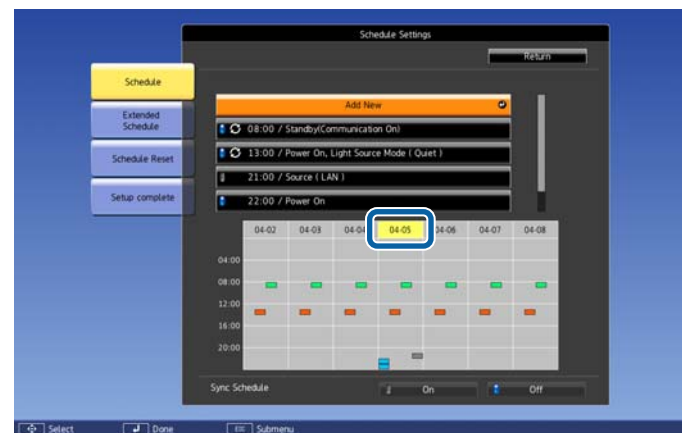 Schedule Settings
Return
Schedule
Extended
Schedule
Schedule Reset
Setup complete
Add New
08:00 / Standby(Communication On)
13:00 / Power On, Light Source Mode ( Quiet )
21:00 / Source ( LAN )
22:00 / Power On
04-02 04-03 04-04 04-05 04-06 04-07 04-08
04:00
08:00
12:00
16:00
20:00
Sync Schedule On Off
Select Done Esc Submenu